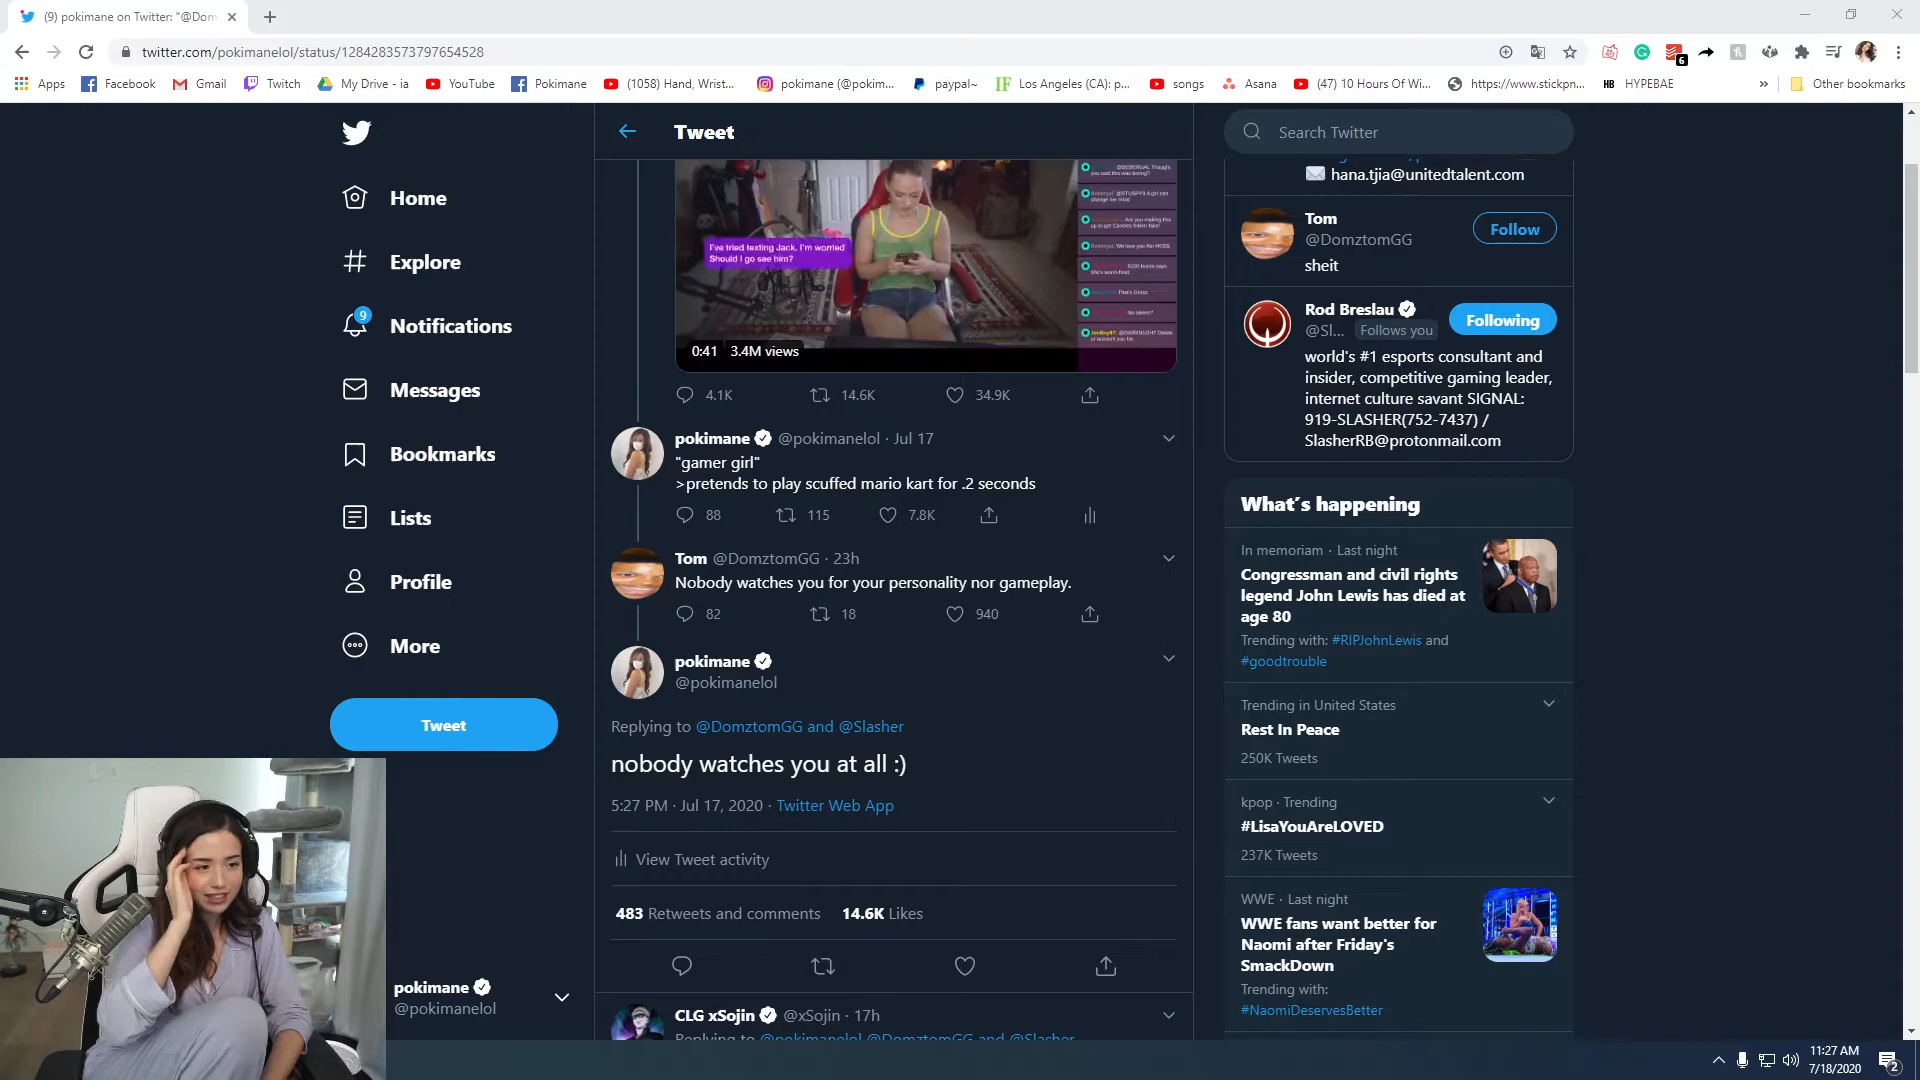 (9) pokimane on Twitter: "@Dom
twitter.com/pokimanelol/status/1284283573797654528
6
Apps
Facebook
Gmail
Twitch
My Drive - ia
YouTube
Pokimane
(1058) Hand, Wrist...
pokimane (@pokim...
paypal~
IF Los Angeles (CA): p...
songs
Asana
(47) 10 Hours Of Wi...
https://www.stickpn...
HB HYPEBAE
»
Other bookmarks
Home
Explore
9
Notifications
Messages
Bookmarks
Lists
Profile
More
Tweet
pokimane
@pokimanelol
Tweet
I've tried texting Jack. I'm worried
Should I go see him?
0:41 3.4M views
4.1K 14.6K 34.9K
pokimane @pokimanelol · Jul 17
"gamer girl"
>pretends to play scuffed mario kart for .2 seconds
88 115 7.8K
Tom @DomztomGG · 23h
Nobody watches you for your personality nor gameplay.
82 18 940
pokimane
@pokimanelol
Replying to @DomztomGG and @Slasher
nobody watches you at all :)
5:27 PM · Jul 17, 2020 · Twitter Web App
View Tweet activity
483 Retweets and comments 14.6K Likes
CLG xSojin @xSojin · 17h
Replying to @pokimanelol @DomztomGG and @Slasher
Search Twitter
hana.tjia@unitedtalent.com
Tom
@DomztomGG
Follow
sheit
Rod Breslau
@Sl... Follows you
Following
world's #1 esports consultant and
insider, competitive gaming leader,
internet culture savant SIGNAL:
919-SLASHER(752-7437) /
SlasherRB@protonmail.com
What's happening
In memoriam · Last night
Congressman and civil rights
legend John Lewis has died at
age 80
Trending with: #RIPJohnLewis and
#goodtrouble
Trending in United States
Rest In Peace
250K Tweets
kpop · Trending
#LisaYouAreLOVED
237K Tweets
WWE · Last night
WWE fans want better for
Naomi after Friday's
SmackDown
Trending with:
#NaomiDeservesBetter
11:27 AM
7/18/2020
2